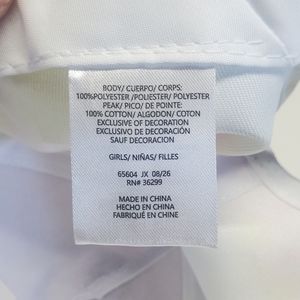 BODY/ CUERPO/ CORPS:
100%POLYESTER /POLIESTER/ POLYESTER
PEAK/ PICO/ DE POINTE:
100% COTTON/ ALGODON/ COTON
EXCLUSIVE OF DECORATION
EXCLUSIVO DE DECORACIÓN
SAUF DECORATION
GIRLS/ NIÑAS/ FILLES
65604 JX 08/26
RN# 36299
MADE IN CHINA
HECHO EN CHINA
FABRIQUÉ EN CHINE